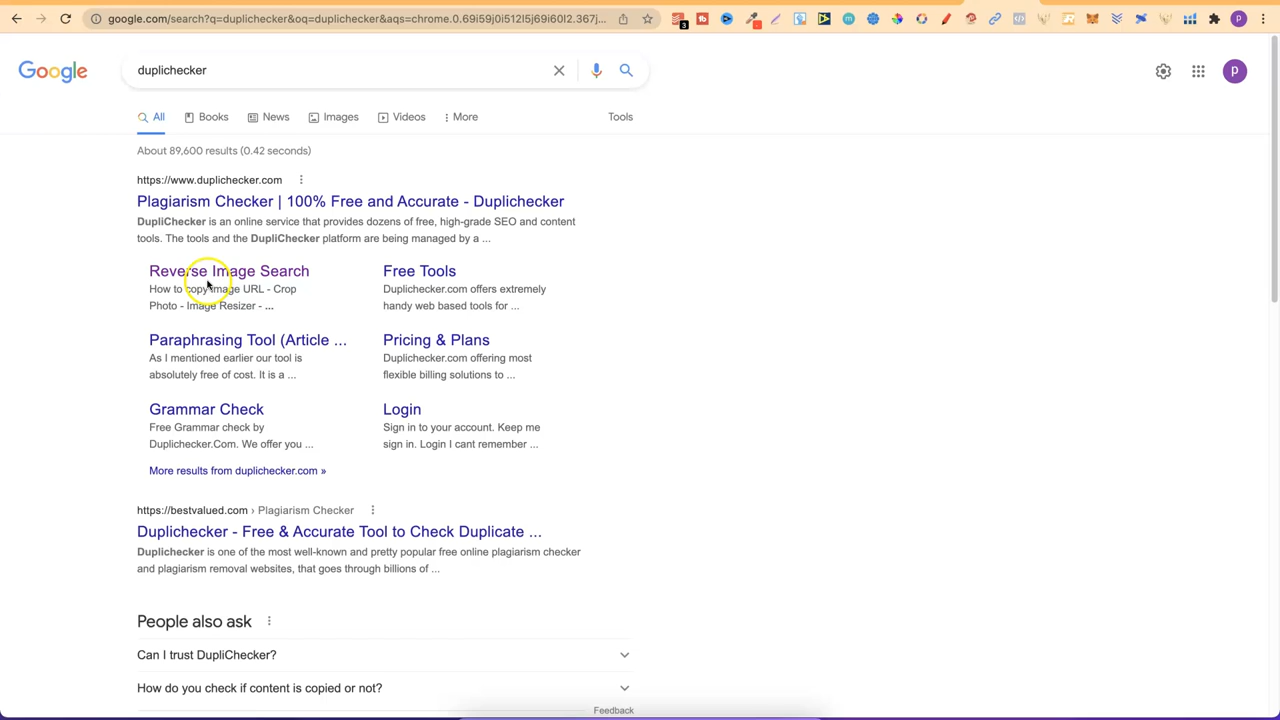 google.com/search?q=duplichecker&oq=duplichecker&aqs=chrome.0.69i59j0i512l5j69i60l2.367j...
3
P
Google
duplichecker
P
All
Books
News
Images
Videos
More
Tools
About 89,600 results (0.42 seconds)
https://www.duplichecker.com
Plagiarism Checker | 100% Free and Accurate - Duplichecker
DupliChecker is an online service that provides dozens of free, high-grade SEO and content
tools. The tools and the DupliChecker platform are being managed by a ...
Reverse Image Search
How to copy image URL - Crop
Photo - Image Resizer - ...
Free Tools
Duplichecker.com offers extremely
handy web based tools for ...
Paraphrasing Tool (Article ...
As I mentioned earlier our tool is
absolutely free of cost. It is a ...
Pricing & Plans
Duplichecker.com offering most
flexible billing solutions to ...
Grammar Check
Free Grammar check by
Duplichecker.Com. We offer you ...
Login
Sign in to your account. Keep me
sign in. Login I cant remember ...
More results from duplichecker.com »
https://bestvalued.com › Plagiarism Checker
Duplichecker - Free & Accurate Tool to Check Duplicate ...
Duplichecker is one of the most well-known and pretty popular free online plagiarism checker
and plagiarism removal websites, that goes through billions of ...
People also ask
Can I trust DupliChecker?
How do you check if content is copied or not?
Feedback